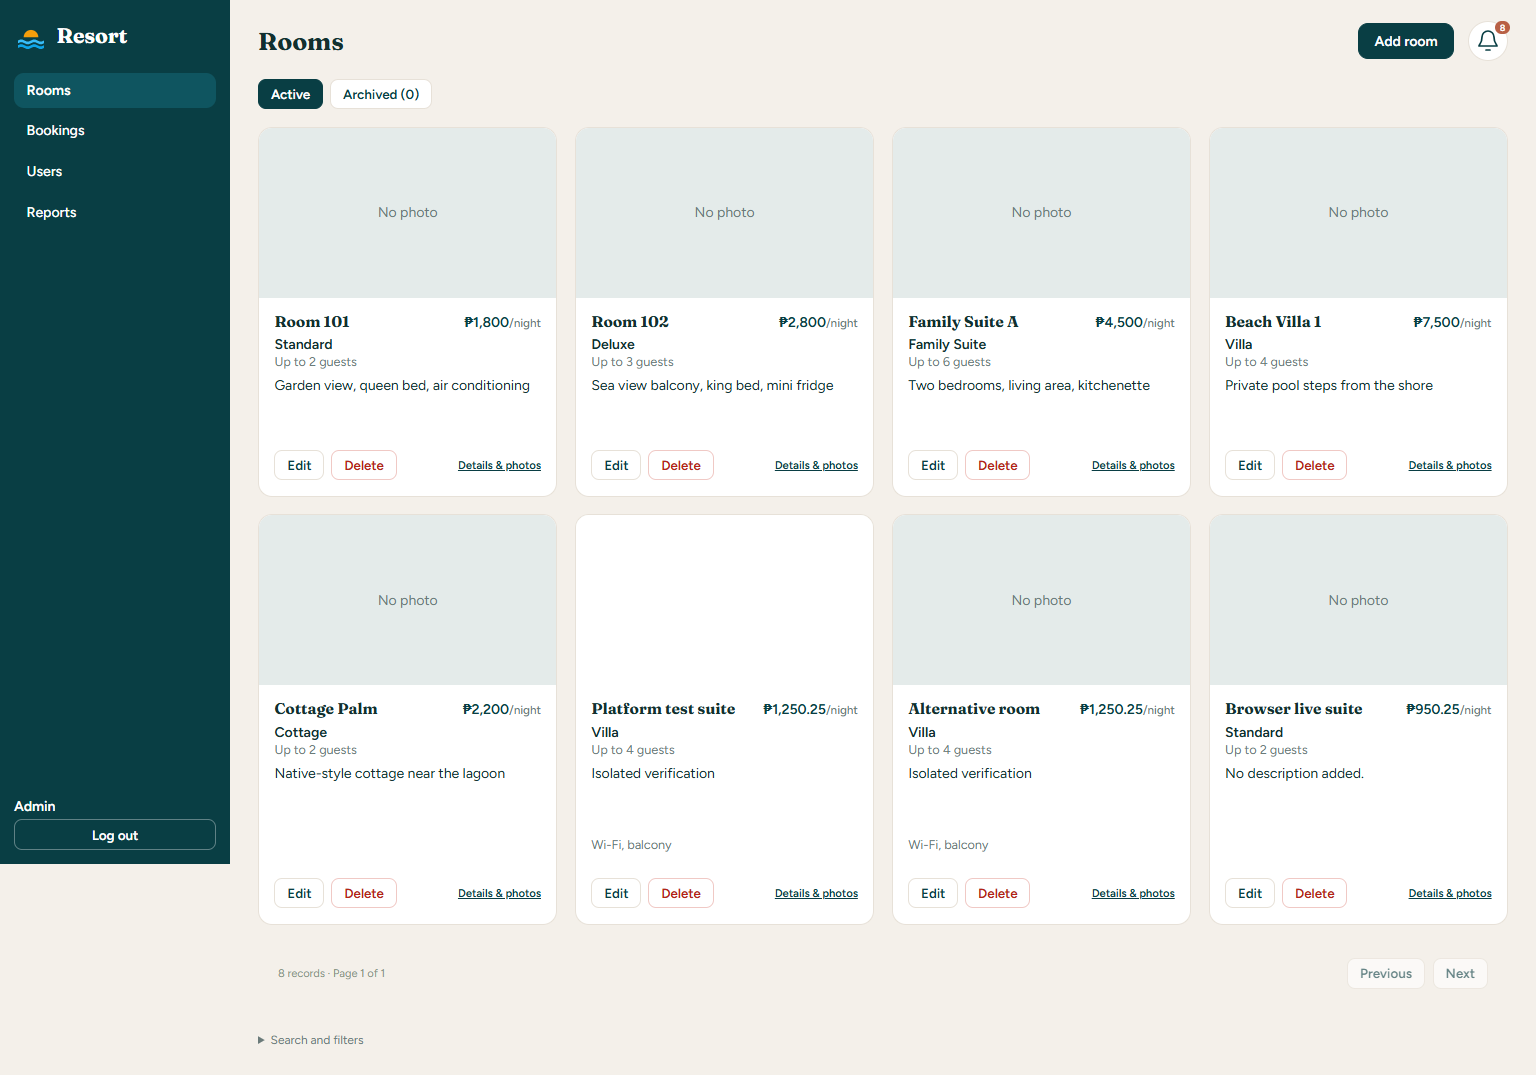 Resort
Rooms
Bookings
Users
Reports
Admin
Log out
Rooms
Add room
8
Active
Archived (0)
No photo
No photo
No photo
No photo
Room 101 ₱1,800/night
Standard
Up to 2 guests
Garden view, queen bed, air conditioning
Edit Delete Details & photos
Room 102 ₱2,800/night
Deluxe
Up to 3 guests
Sea view balcony, king bed, mini fridge
Edit Delete Details & photos
Family Suite A ₱4,500/night
Family Suite
Up to 6 guests
Two bedrooms, living area, kitchenette
Edit Delete Details & photos
Beach Villa 1 ₱7,500/night
Villa
Up to 4 guests
Private pool steps from the shore
Edit Delete Details & photos
No photo
No photo
No photo
Cottage Palm ₱2,200/night
Cottage
Up to 2 guests
Native-style cottage near the lagoon
Edit Delete Details & photos
Platform test suite ₱1,250.25/night
Villa
Up to 4 guests
Isolated verification
Wi-Fi, balcony
Edit Delete Details & photos
Alternative room ₱1,250.25/night
Villa
Up to 4 guests
Isolated verification
Wi-Fi, balcony
Edit Delete Details & photos
Browser live suite ₱950.25/night
Standard
Up to 2 guests
No description added.
Edit Delete Details & photos
8 records · Page 1 of 1
Previous Next
Search and filters